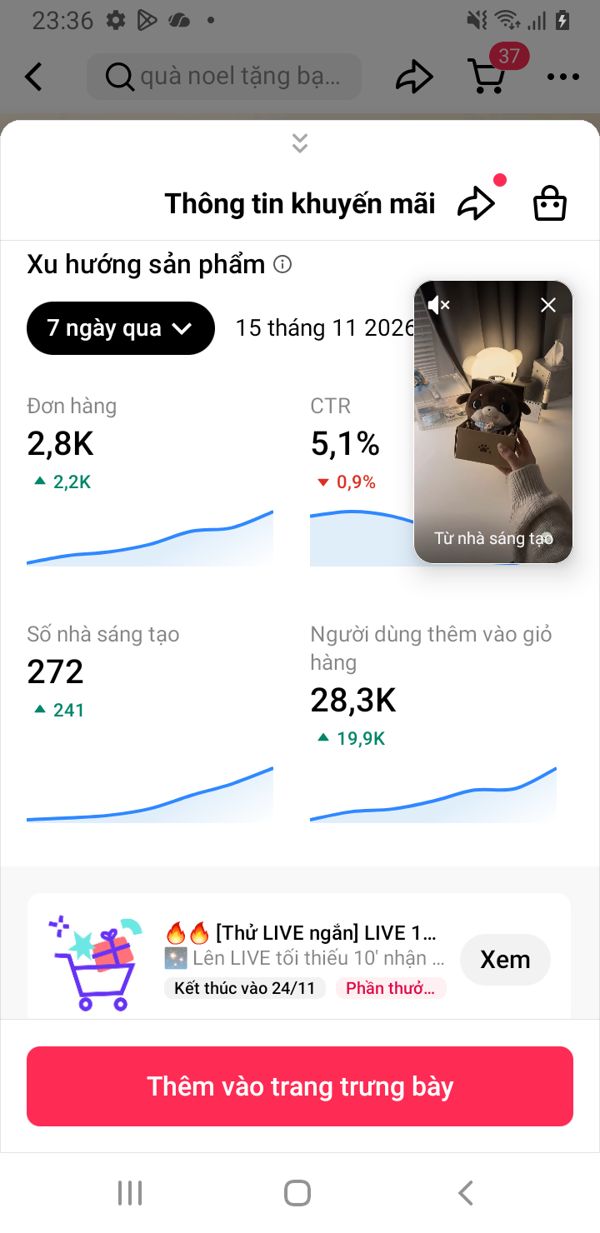 23:36
37
quà noel tặng bạ...
Thông tin khuyến mãi
Xu hướng sản phẩm
7 ngày qua
15 tháng 11 2026
Đơn hàng
2,8K
2,2K
CTR
5,1%
0,9%
Từ nhà sáng tạo
Số nhà sáng tạo
272
241
Người dùng thêm vào giỏ
hàng
28,3K
19,9K
🔥🔥 [Thử LIVE ngắn] LIVE 1...
Lên LIVE tối thiểu 10' nhận ...
Kết thúc vào 24/11
Phần thưở...
Xem
Thêm vào trang trưng bày